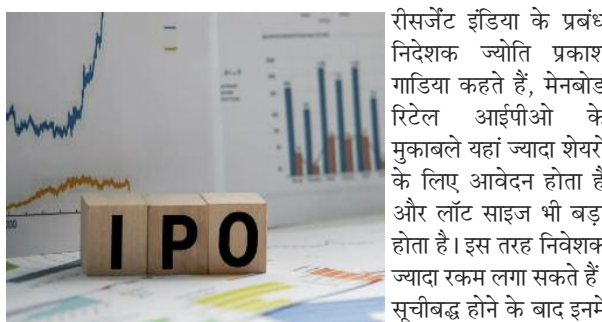 IPO
रीसर्जेंट इंडिया के प्रबंध
निदेशक ज्योति प्रकाश
गाडिया कहते हैं, मेनबोर्ड
रिटेल आईपीओ के
मुकाबले यहां ज्यादा शेयरों
के लिए आवेदन होता है
और लॉट साइज भी बड़ा
होता है। इस तरह निवेशक
ज्यादा रकम लगा सकते हैं
सूचीबद्ध होने के बाद इनमें